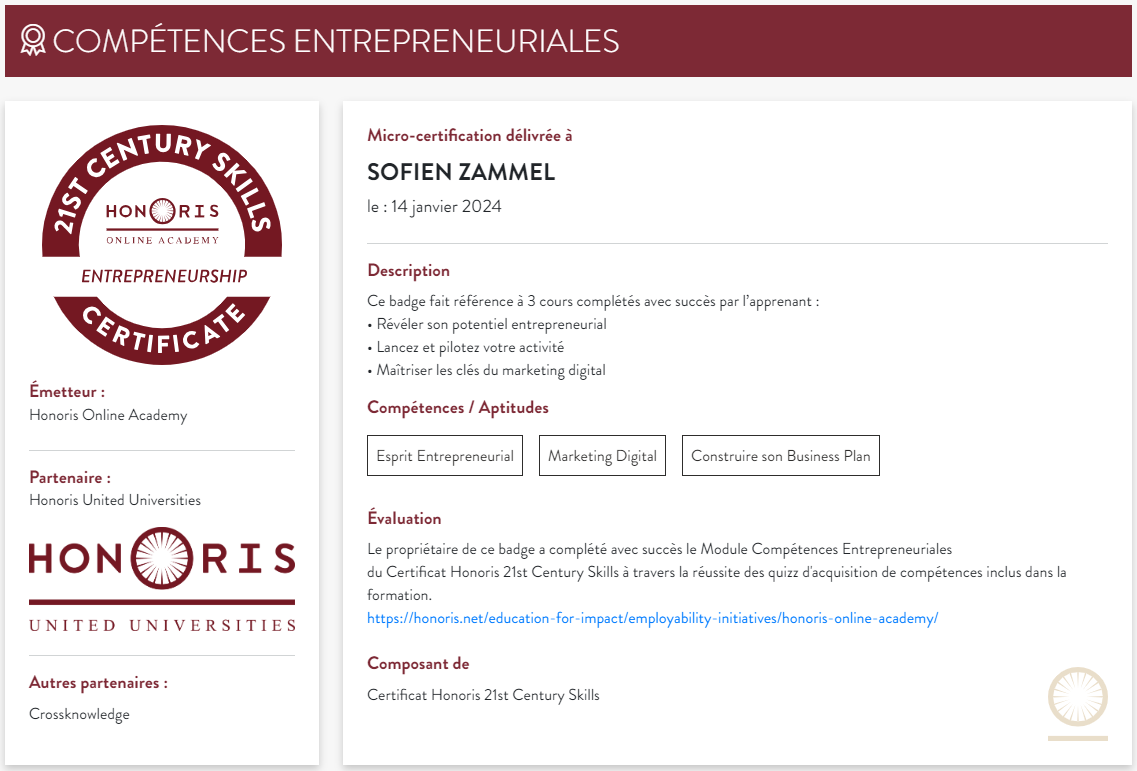 COMPÉTENCES ENTREPRENEURIALES
21ST CENTURY SKILLS
HONORIS
ONLINE ACADEMY
ENTREPRENEURSHIP
CERTIFICATE
Émetteur :
Honoris Online Academy
Partenaire :
Honoris United Universities
HONORIS
UNITED UNIVERSITIES
Autres partenaires :
Crossknowledge
Micro-certification délivrée à
SOFIEN ZAMMEL
le : 14 janvier 2024
Description
Ce badge fait référence à 3 cours complétés avec succès par l’apprenant :
• Révéler son potentiel entrepreneurial
• Lancez et pilotez votre activité
• Maîtriser les clés du marketing digital
Compétences / Aptitudes
Esprit Entrepreneurial
Marketing Digital
Construire son Business Plan
Évaluation
Le propriétaire de ce badge a complété avec succès le Module Compétences Entrepreneuriales
du Certificat Honoris 21st Century Skills à travers la réussite des quizz d'acquisition de compétences inclus dans la
formation.
https://honoris.net/education-for-impact/employability-initiatives/honoris-online-academy/
Composant de
Certificat Honoris 21st Century Skills